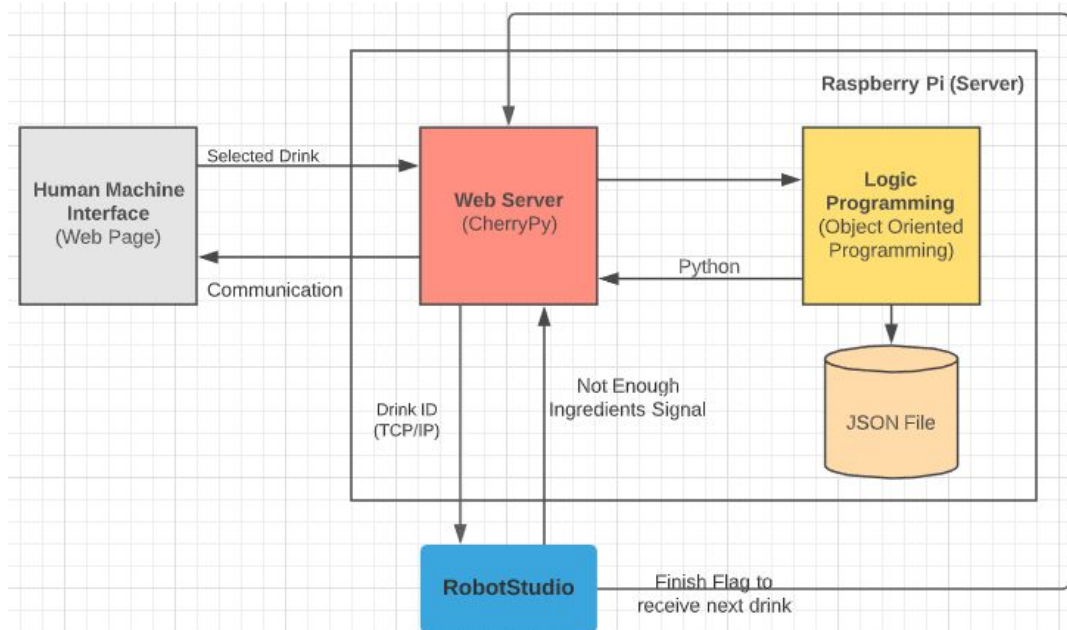 Raspberry Pi (Server)
Human Machine
Interface
(Web Page)
Selected Drink
Communication
Web Server
(CherryPy)
Python
Logic
Programming
(Object Oriented
Programming)
Drink ID
(TCP/IP)
Not Enough
Ingredients Signal
JSON File
RobotStudio
Finish Flag to
receive next drink